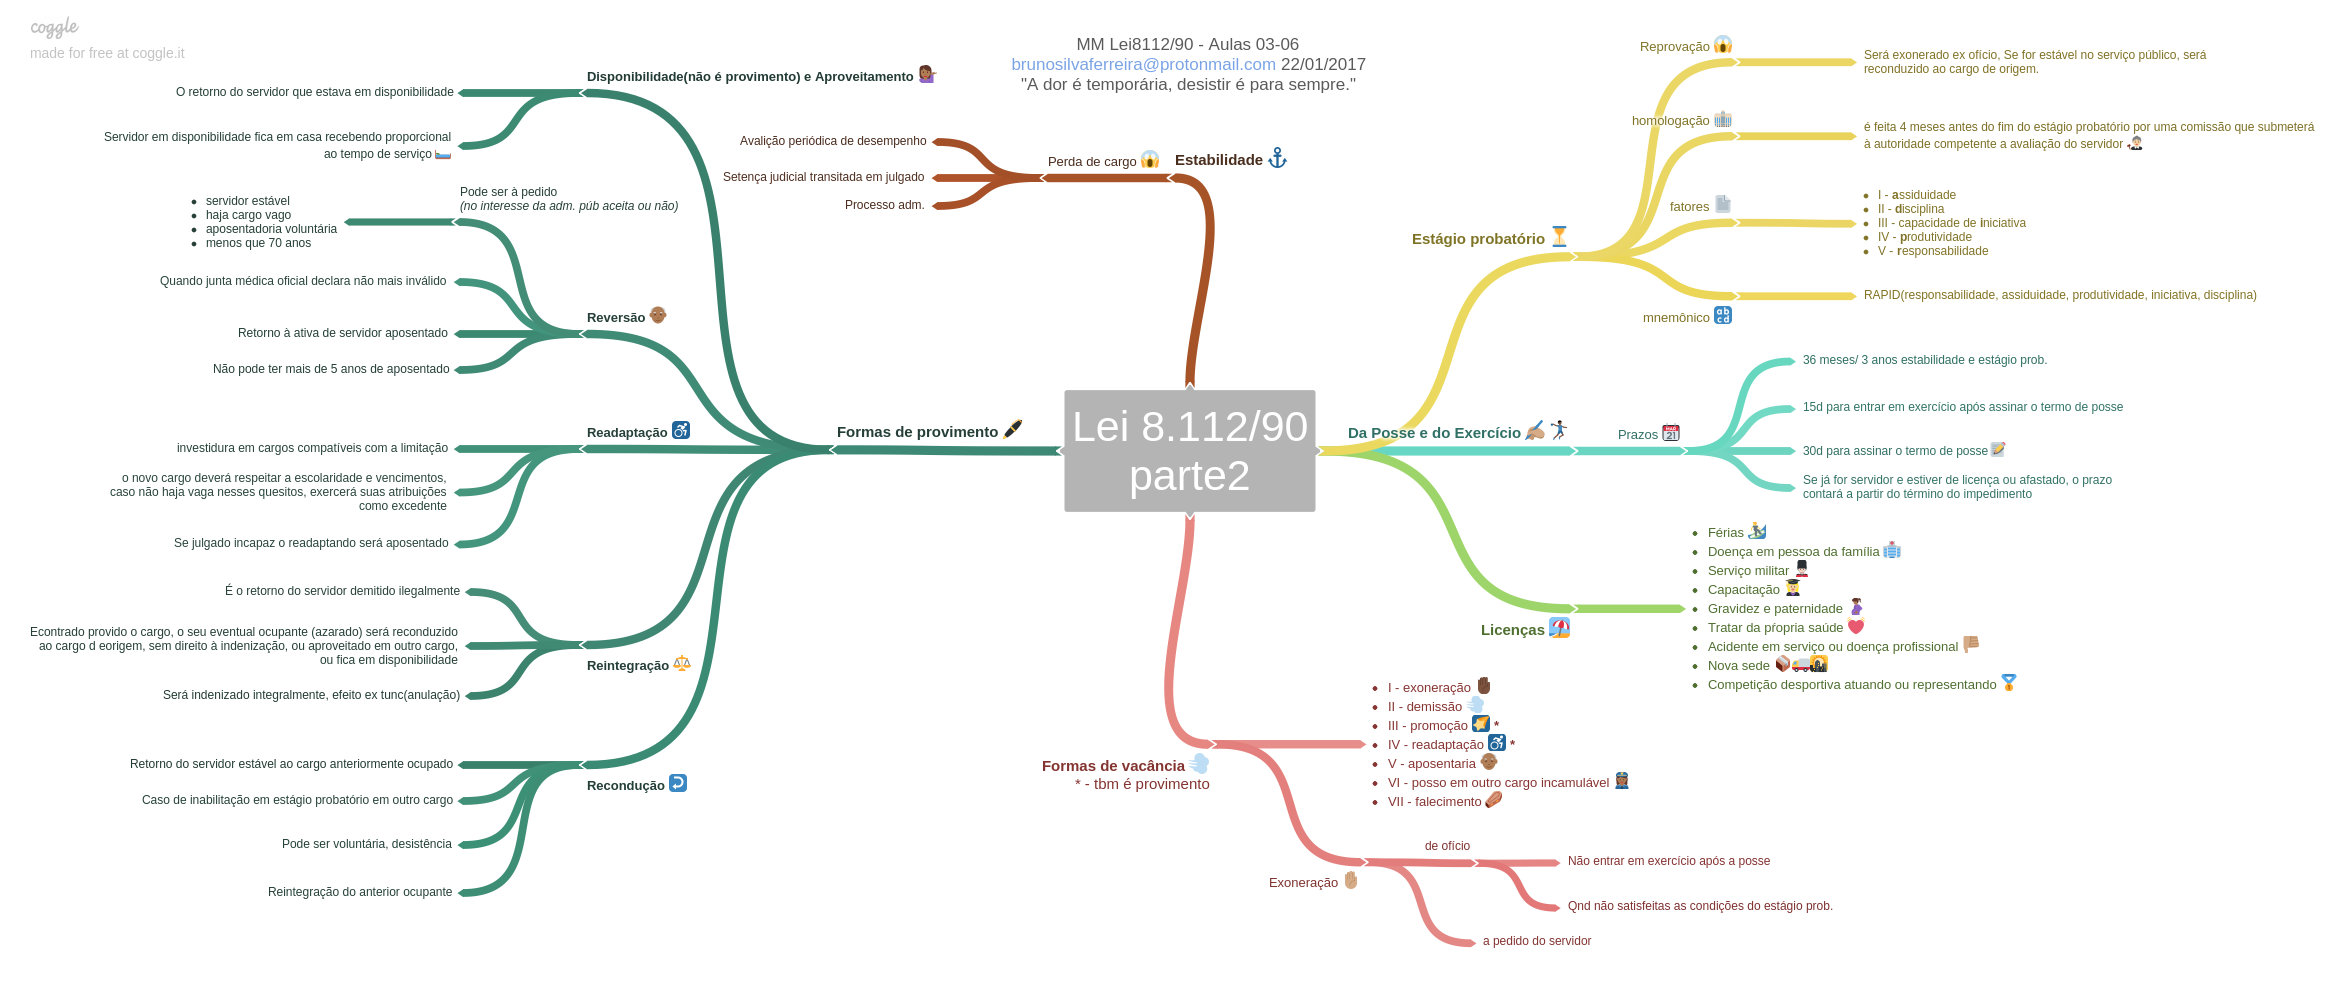 coggle
made for free at coggle.it
MM Lei8112/90 - Aulas 03-06
brunosilvaferreira@protonmail.com 22/01/2017
"A dor é temporária, desistir é para sempre."
Lei 8.112/90
parte2
Formas de provimento
Disponibilidade(não é provimento) e Aproveitamento
O retorno do servidor que estava em disponibilidade
Servidor em disponibilidade fica em casa recebendo proporcional
ao tempo de serviço
Reversão
Pode ser à pedido
(no interesse da adm. púb aceita ou não)
• servidor estável
• haja cargo vago
• aposentadoria voluntária
• menos que 70 anos
Quando junta médica oficial declara não mais inválido
Retorno à ativa de servidor aposentado
Não pode ter mais de 5 anos de aposentado
Readaptação
investidura em cargos compatíveis com a limitação
o novo cargo deverá respeitar a escolaridade e vencimentos,
caso não haja vaga nesses quesitos, exercerá suas atribuições
como excedente
Se julgado incapaz o readaptando será aposentado
Reintegração
É o retorno do servidor demitido ilegalmente
Econtrado provido o cargo, o seu eventual ocupante (azarado) será reconduzido
ao cargo d eorigem, sem direito à indenização, ou aproveitado em outro cargo,
ou fica em disponibilidade
Será indenizado integralmente, efeito ex tunc(anulação)
Recondução
Retorno do servidor estável ao cargo anteriormente ocupado
Caso de inabilitação em estágio probatório em outro cargo
Pode ser voluntária, desistência
Reintegração do anterior ocupante
Estabilidade
Perda de cargo
Avalição periódica de desempenho
Setença judicial transitada em julgado
Processo adm.
Estágio probatório
Reprovação
Será exonerado ex ofício, Se for estável no serviço público, será
reconduzido ao cargo de origem.
homologação
é feita 4 meses antes do fim do estágio probatório por uma comissão que submeterá
à autoridade competente a avaliação do servidor
fatores
• I - assiduidade
• II - disciplina
• III - capacidade de iniciativa
• IV - produtividade
• V - responsabilidade
mnemônico
RAPID(responsabilidade, assiduidade, produtividade, iniciativa, disciplina)
Da Posse e do Exercício
Prazos
36 meses/ 3 anos estabilidade e estágio prob.
15d para entrar em exercício após assinar o termo de posse
30d para assinar o termo de posse
Se já for servidor e estiver de licença ou afastado, o prazo
contará a partir do término do impedimento
Licenças
• Férias
• Doença em pessoa da família
• Serviço militar
• Capacitação
• Gravidez e paternidade
• Tratar da pŕopria saúde
• Acidente em serviço ou doença profissional
• Nova sede
• Competição desportiva atuando ou representando
Formas de vacância
* - tbm é provimento
• I - exoneração
• II - demissão
• III - promoção *
• IV - readaptação *
• V - aposentaria
• VI - posso em outro cargo incamulável
• VII - falecimento
Exoneração
de ofício
Não entrar em exercício após a posse
Qnd não satisfeitas as condições do estágio prob.
a pedido do servidor